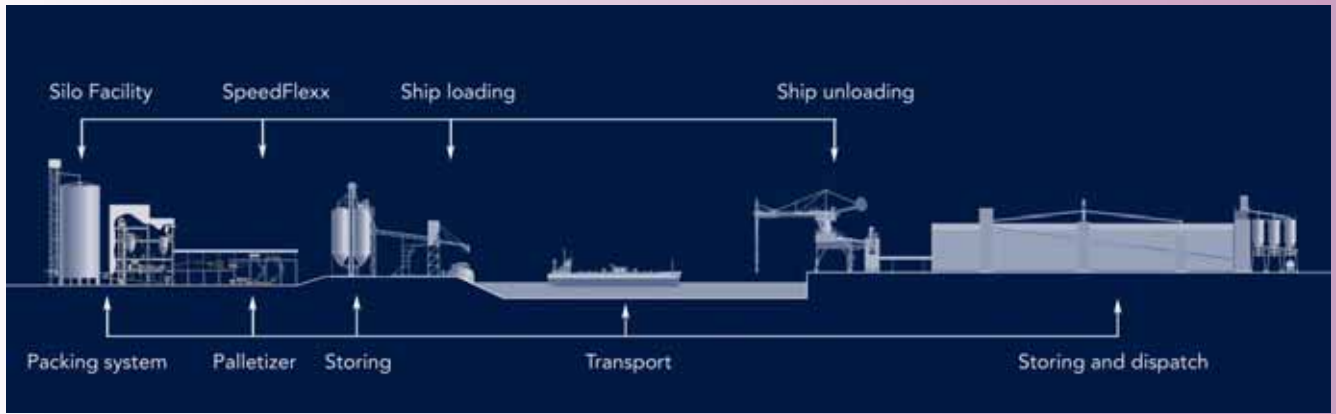 Silo Facility
SpeedFlexx
Ship loading
Ship unloading
Packing system
Palletizer
Storing
Transport
Storing and dispatch